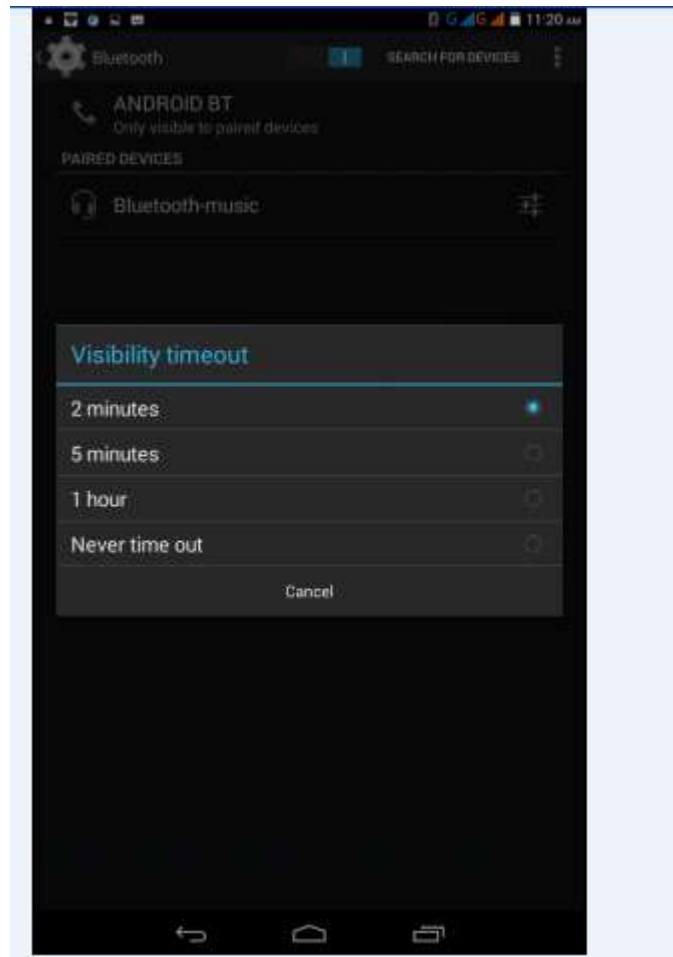 G G 11:20 AM
Bluetooth
SEARCH FOR DEVICES
ANDROID BT
Only visible to paired devices
PAIRED DEVICES
Bluetooth-music
Visibility timeout
2 minutes
5 minutes
1 hour
Never time out
Cancel